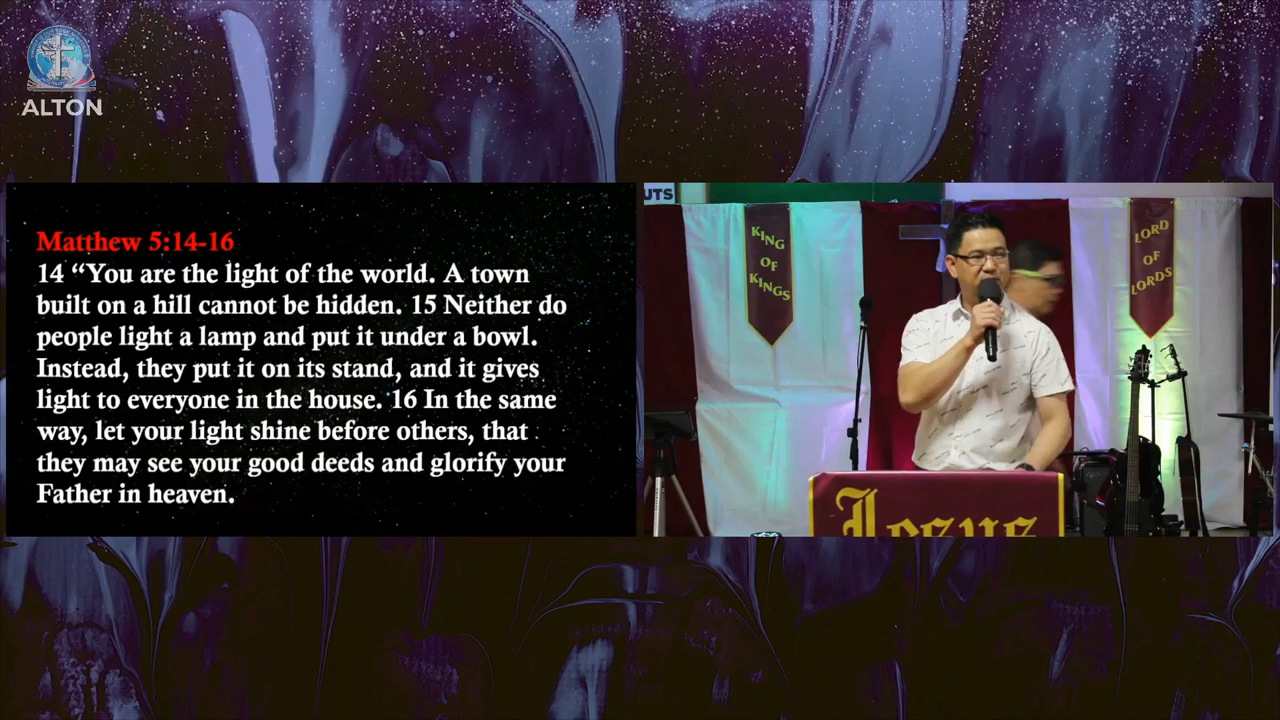 ALTON
Matthew 5:14-16
14 “You are the light of the world. A town
built on a hill cannot be hidden. 15 Neither do
people light a lamp and put it under a bowl.
Instead, they put it on its stand, and it gives
light to everyone in the house. 16 In the same
way, let your light shine before others, that
they may see your good deeds and glorify your
Father in heaven.
UTS
KING
OF
KINGS
LORD
OF
LORDS
Jesus